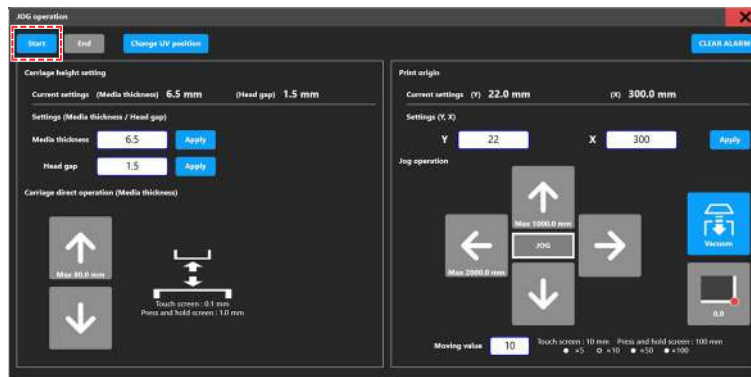 JOG operation
Start End Change UV position CLEAR ALARM
Carriage height setting
Current settings (Media thickness) 6.5 mm (Head gap) 1.5 mm
Settings (Media thickness / Head gap)
Media thickness 6.5 Apply
Head gap 1.5 Apply
Carriage direct operation (Media thickness)
Max 80.0 mm
Touch screen : 0.1 mm
Press and hold screen : 1.0 mm
Print origin
Current settings (Y) 22.0 mm (X) 300.0 mm
Settings (Y, X)
Y 22 X 300 Apply
Jog operation
Max 1000.0 mm
JOG
Max 2000.0 mm
Vacuum
0.0
Moving value 10 Touch screen : 10 mm Press and hold screen : 100 mm
×5 ×10 ×50 ×100